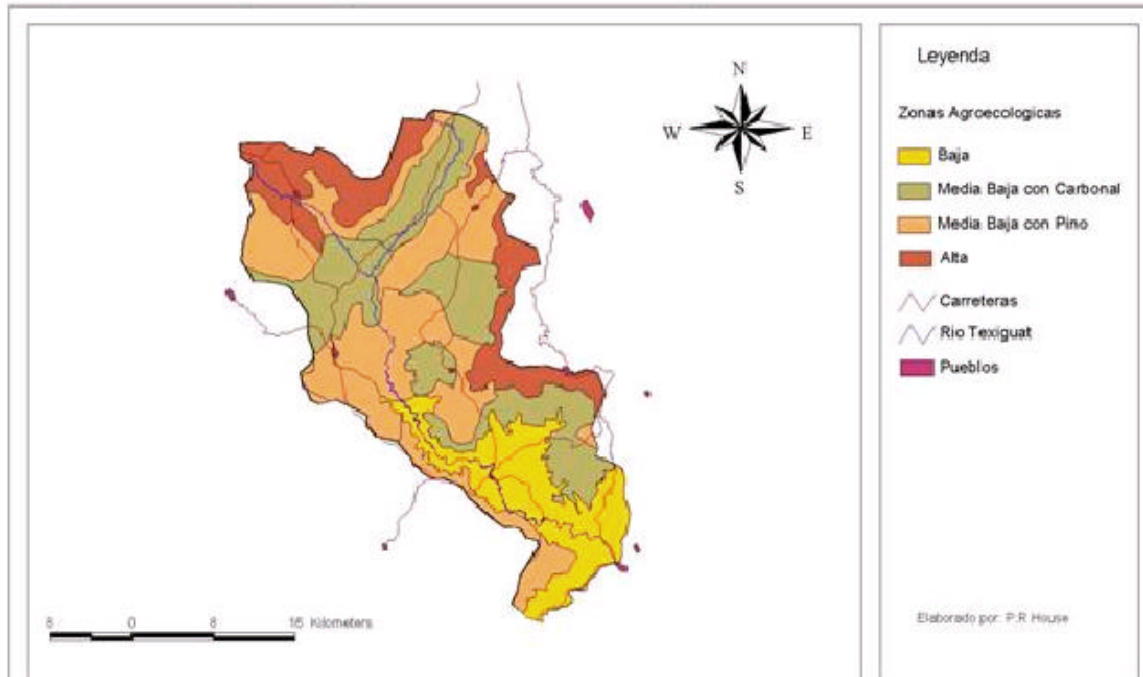 N
W E
S
8 0 8 16 Kilometers
Leyenda
Zonas Agroecologicas
Baja
Media Baja con Carbonal
Media Baja con Pino
Alta
Carreteras
Rio Texiguat
Pueblos
Elaborado por: P.R House